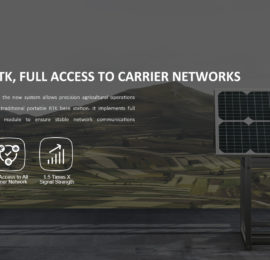 TK, FULL ACCESS TO CARRIER NETWORKS
the new system allows precision agricultural operations
traditional portable RTK base station. It implements full
module to ensure stable network communications
Access to All
Network
1.5 Times X
Signal Strength